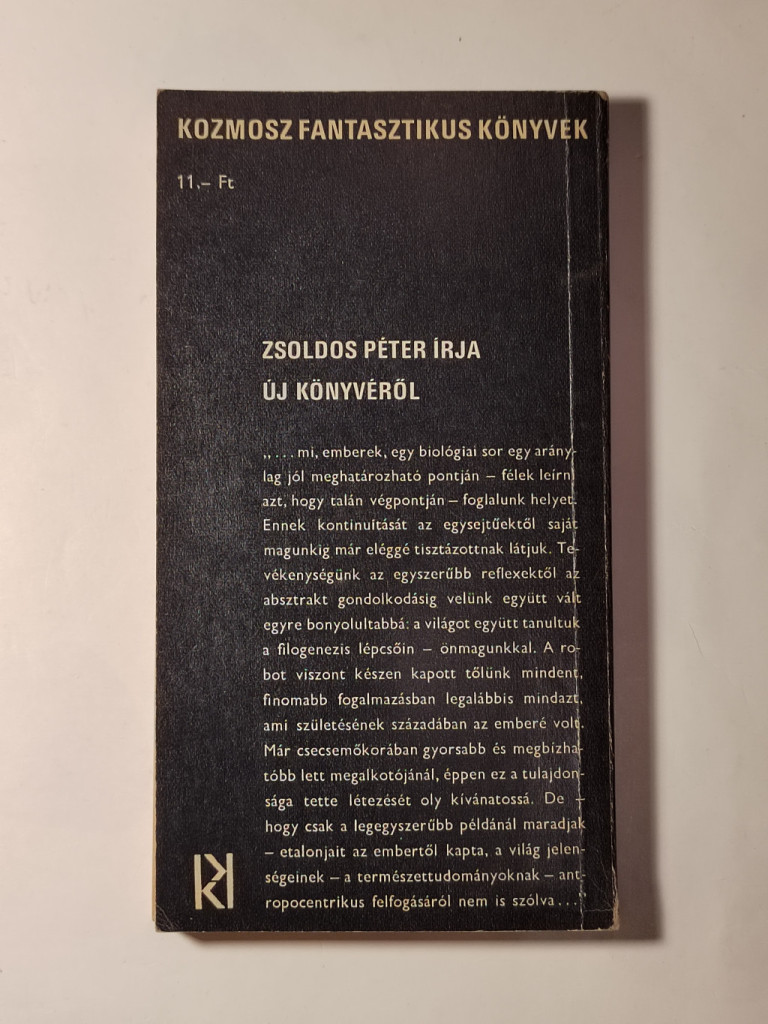 KOZMOSZ FANTASZTIKUS KÖNYVEK
11.– Ft
ZSOLDOS PÉTER ÍRJA
ÚJ KÖNYVÉRŐL
„...mi, emberek, egy biológiai sor egy arány-
lag jól meghatározható pontján – félek leírni
azt, hogy talán végpontján – foglalunk helyet.
Ennek kontinuítását az egysejtűektől saját
magunkig már eléggé tisztázottnak látjuk. Te-
vékenységünk az egyszerűbb reflexektől az
absztrakt gondolkodásig velünk együtt vált
egyre bonyolultabbá: a világot együtt tanultuk
a filogenezis lépcsőin – önmagunkkal. A ro-
bot viszont készen kapott tőlünk mindent,
finomabb fogalmazásban legalábbis mindazt,
ami születésének századában az emberé volt.
Már csecsemőkorában gyorsabb és megbízha-
tóbb lett megalkotójánál, éppen ez a tulajdon-
sága tette létezését oly kívánatossá. De –
hogy csak a legegyszerűbb példánál maradjak
– etalonjait az embertől kapta, a világ jelen-
ségeinek – a természettudományoknak – ant-
ropocentrikus felfogásáról nem is szólva...”